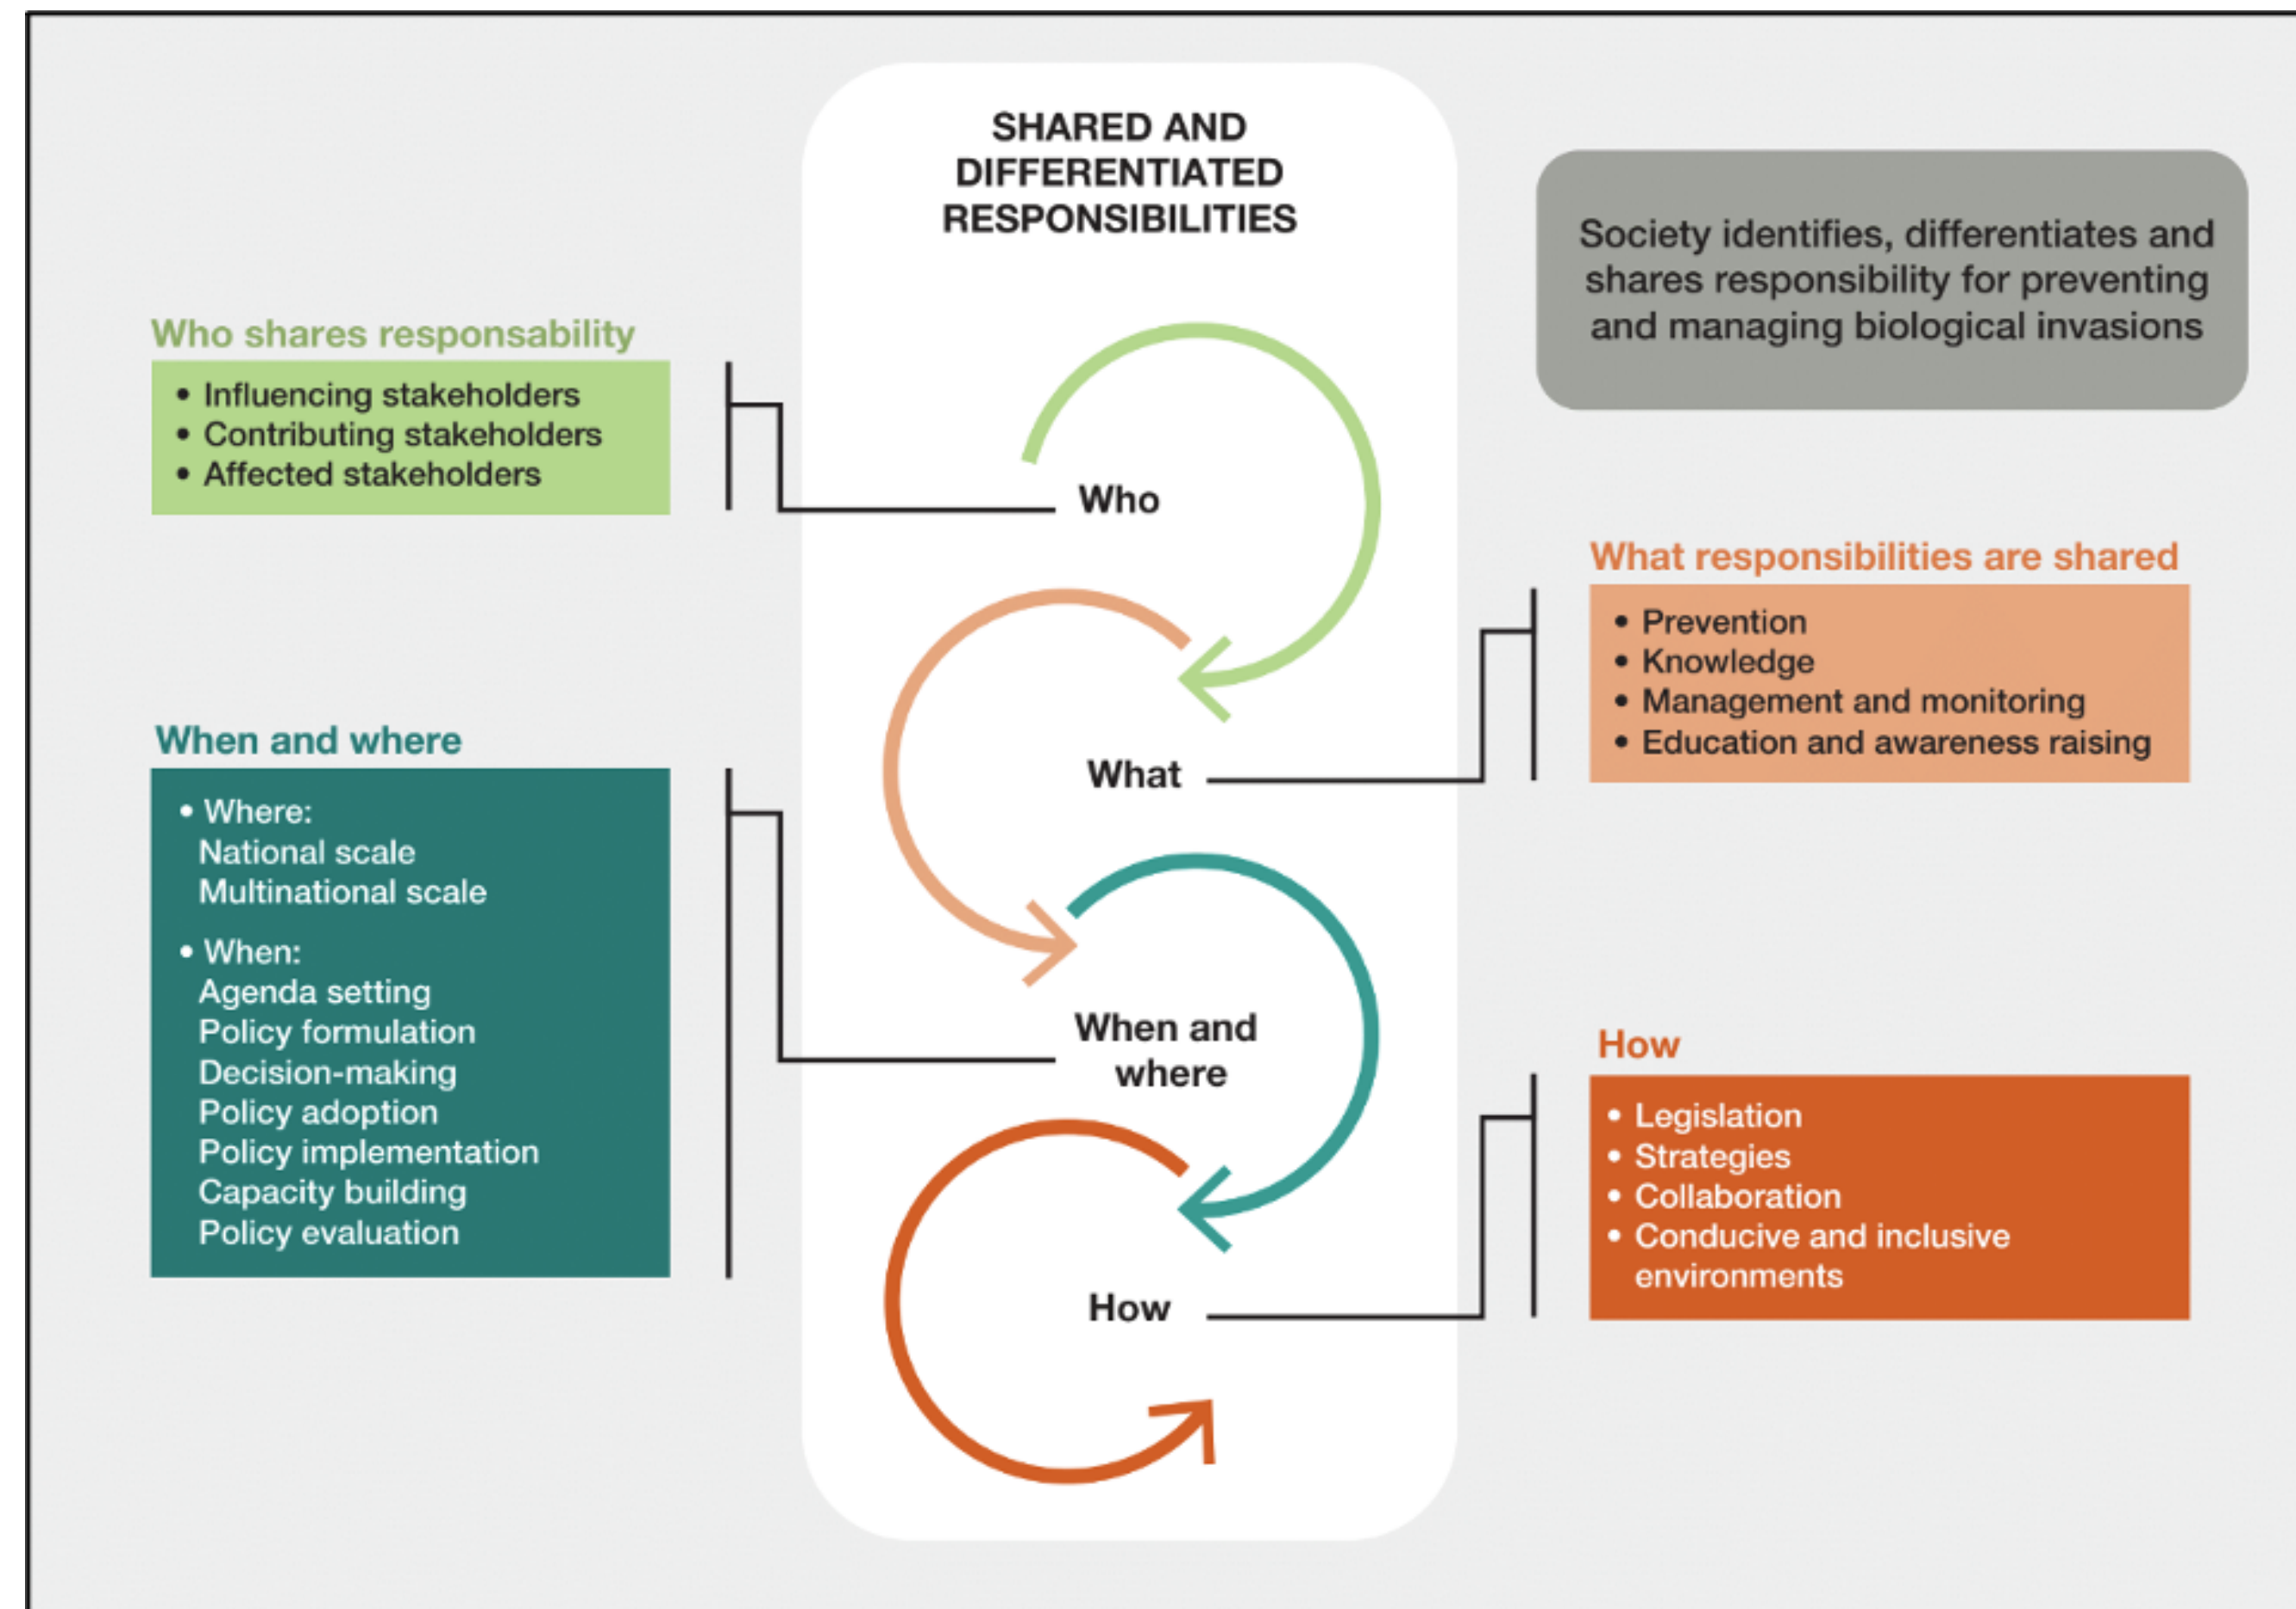 SHARED AND
DIFFERENTIATED
RESPONSIBILITIES
Society identifies, differentiates and
shares responsibility for preventing
and managing biological invasions
Who shares responsability
• Influencing stakeholders
• Contributing stakeholders
• Affected stakeholders
Who
What responsibilities are shared
• Prevention
• Knowledge
• Management and monitoring
• Education and awareness raising
What
When and where
• Where:
National scale
Multinational scale
• When:
Agenda setting
Policy formulation
Decision-making
Policy adoption
Policy implementation
Capacity building
Policy evaluation
When and
where
How
• Legislation
• Strategies
• Collaboration
• Conducive and inclusive
environments
How